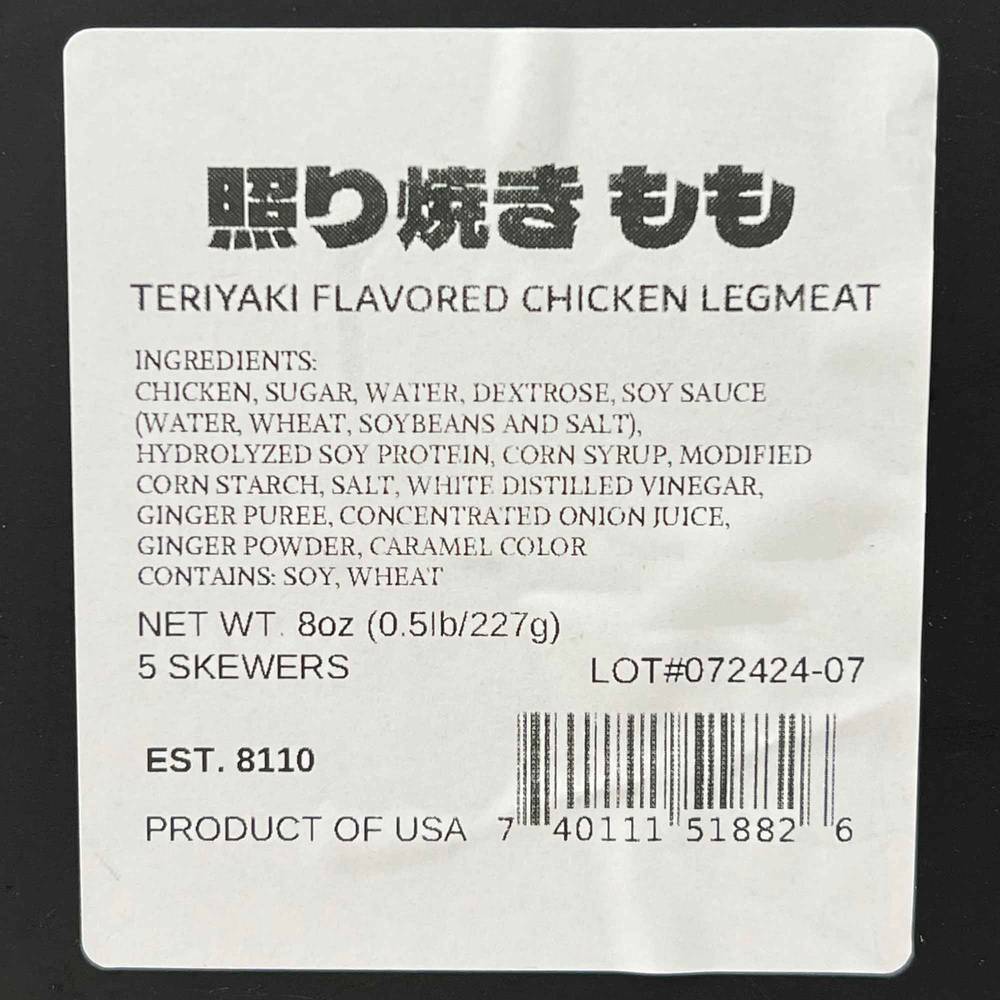 照り焼き もも
TERIYAKI FLAVORED CHICKEN LEGMEAT
INGREDIENTS:
CHICKEN, SUGAR, WATER, DEXTROSE, SOY SAUCE
(WATER, WHEAT, SOYBEANS AND SALT),
HYDROLYZED SOY PROTEIN, CORN SYRUP, MODIFIED
CORN STARCH, SALT, WHITE DISTILLED VINEGAR,
GINGER PUREE, CONCENTRATED ONION JUICE,
GINGER POWDER, CARAMEL COLOR
CONTAINS: SOY, WHEAT
NET WT. 8oz (0.5lb/227g)
5 SKEWERS
LOT#072424-07
EST. 8110
PRODUCT OF USA
7 40111 51882 6